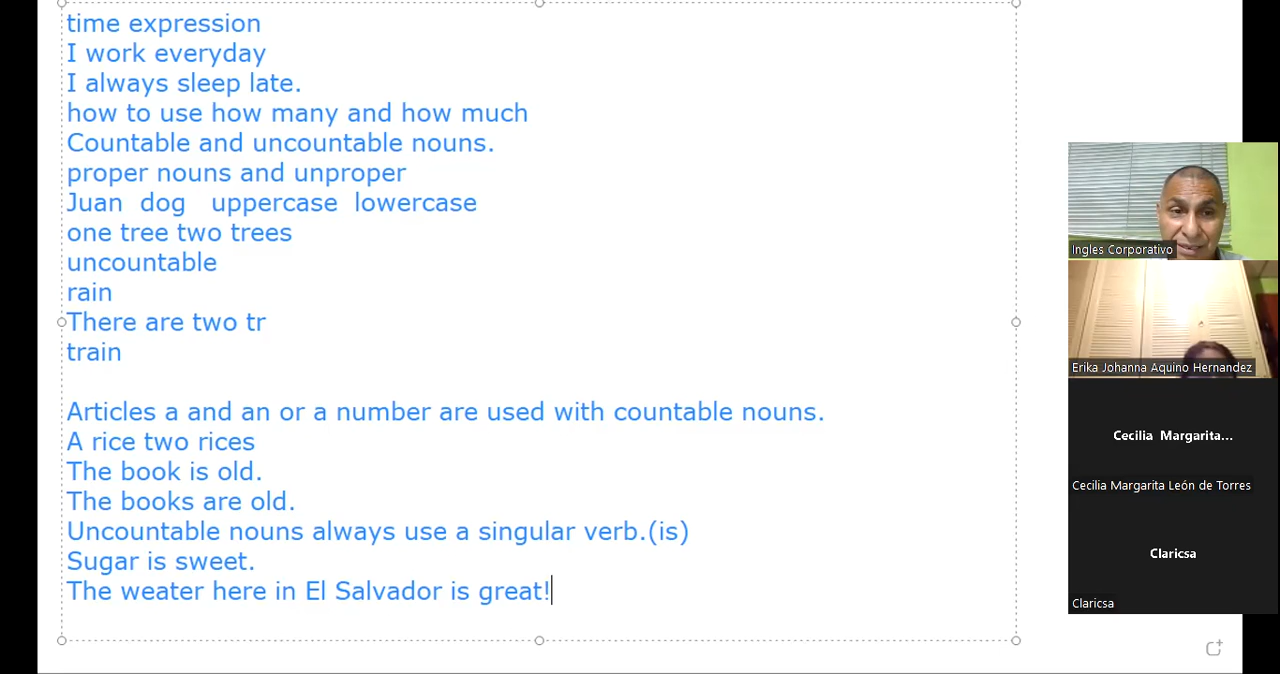 time expression
I work everyday
I always sleep late.
how to use how many and how much
Countable and uncountable nouns.
proper nouns and unproper
Juan dog uppercase lowercase
one tree two trees
uncountable
rain
There are two tr
train
Articles a and an or a number are used with countable nouns.
A rice two rices
The book is old.
The books are old.
Uncountable nouns always use a singular verb.(is)
Sugar is sweet.
The weater here in El Salvador is great!
Ingles Corporativo
Erika Johanna Aquino Hernandez
Cecilia Margarita...
Cecilia Margarita León de Torres
Claricsa
Claricsa